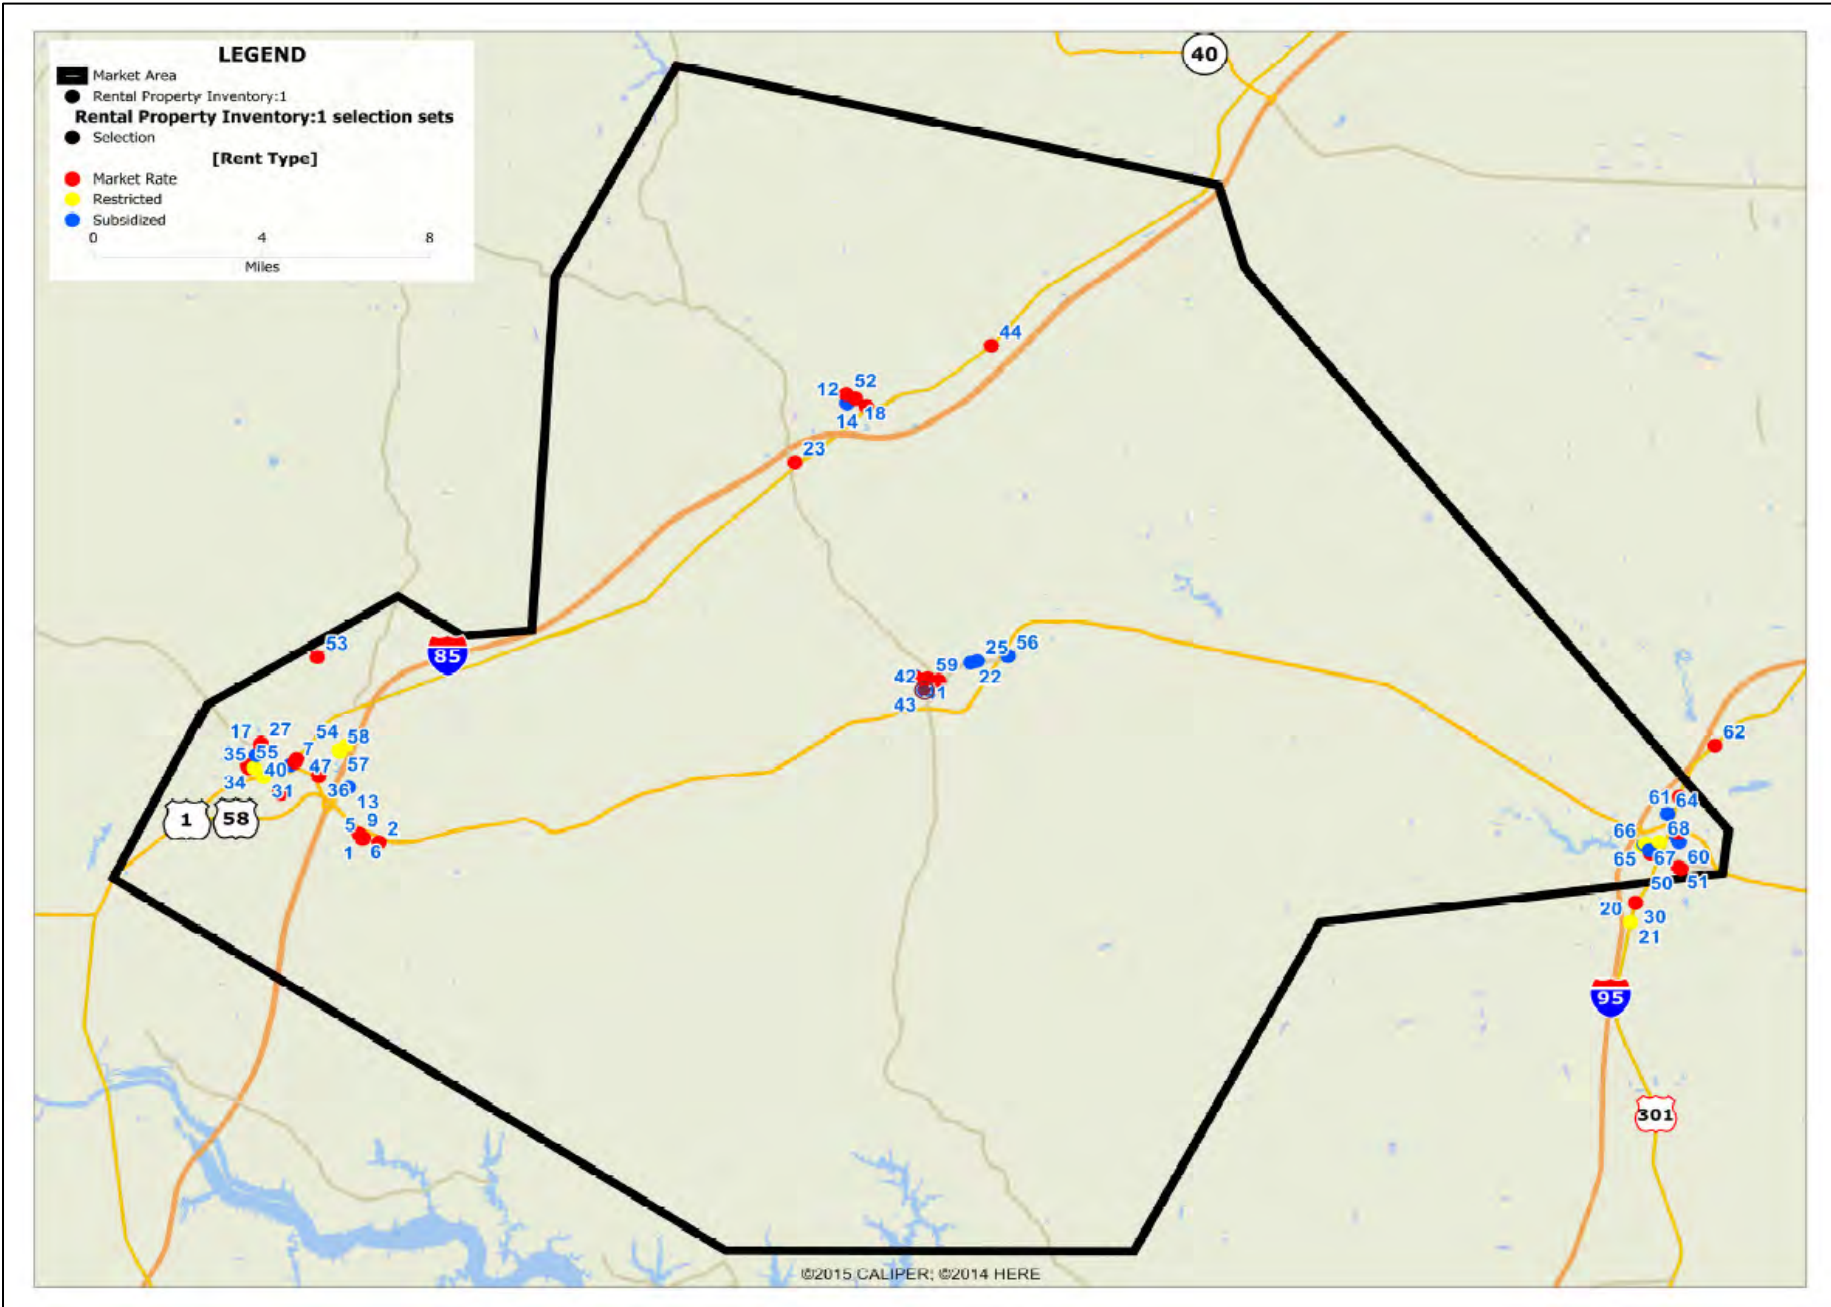 LEGEND
Market Area
Rental Property Inventory:1
Rental Property Inventory:1 selection sets
Selection
[Rent Type]
Market Rate
Restricted
Subsidized
0 4 8
Miles
40
44
12 52
14 18
23
53
85
42 59 25 56
43 41 22
17 27 54 58
35 55 7
34 40 47 57
31 36 13
1 58
5 9 2
1 6
62
61 64
66 68
65 67 60
50 51
20 30
21
95
301
©2015 CALIPER; ©2014 HERE